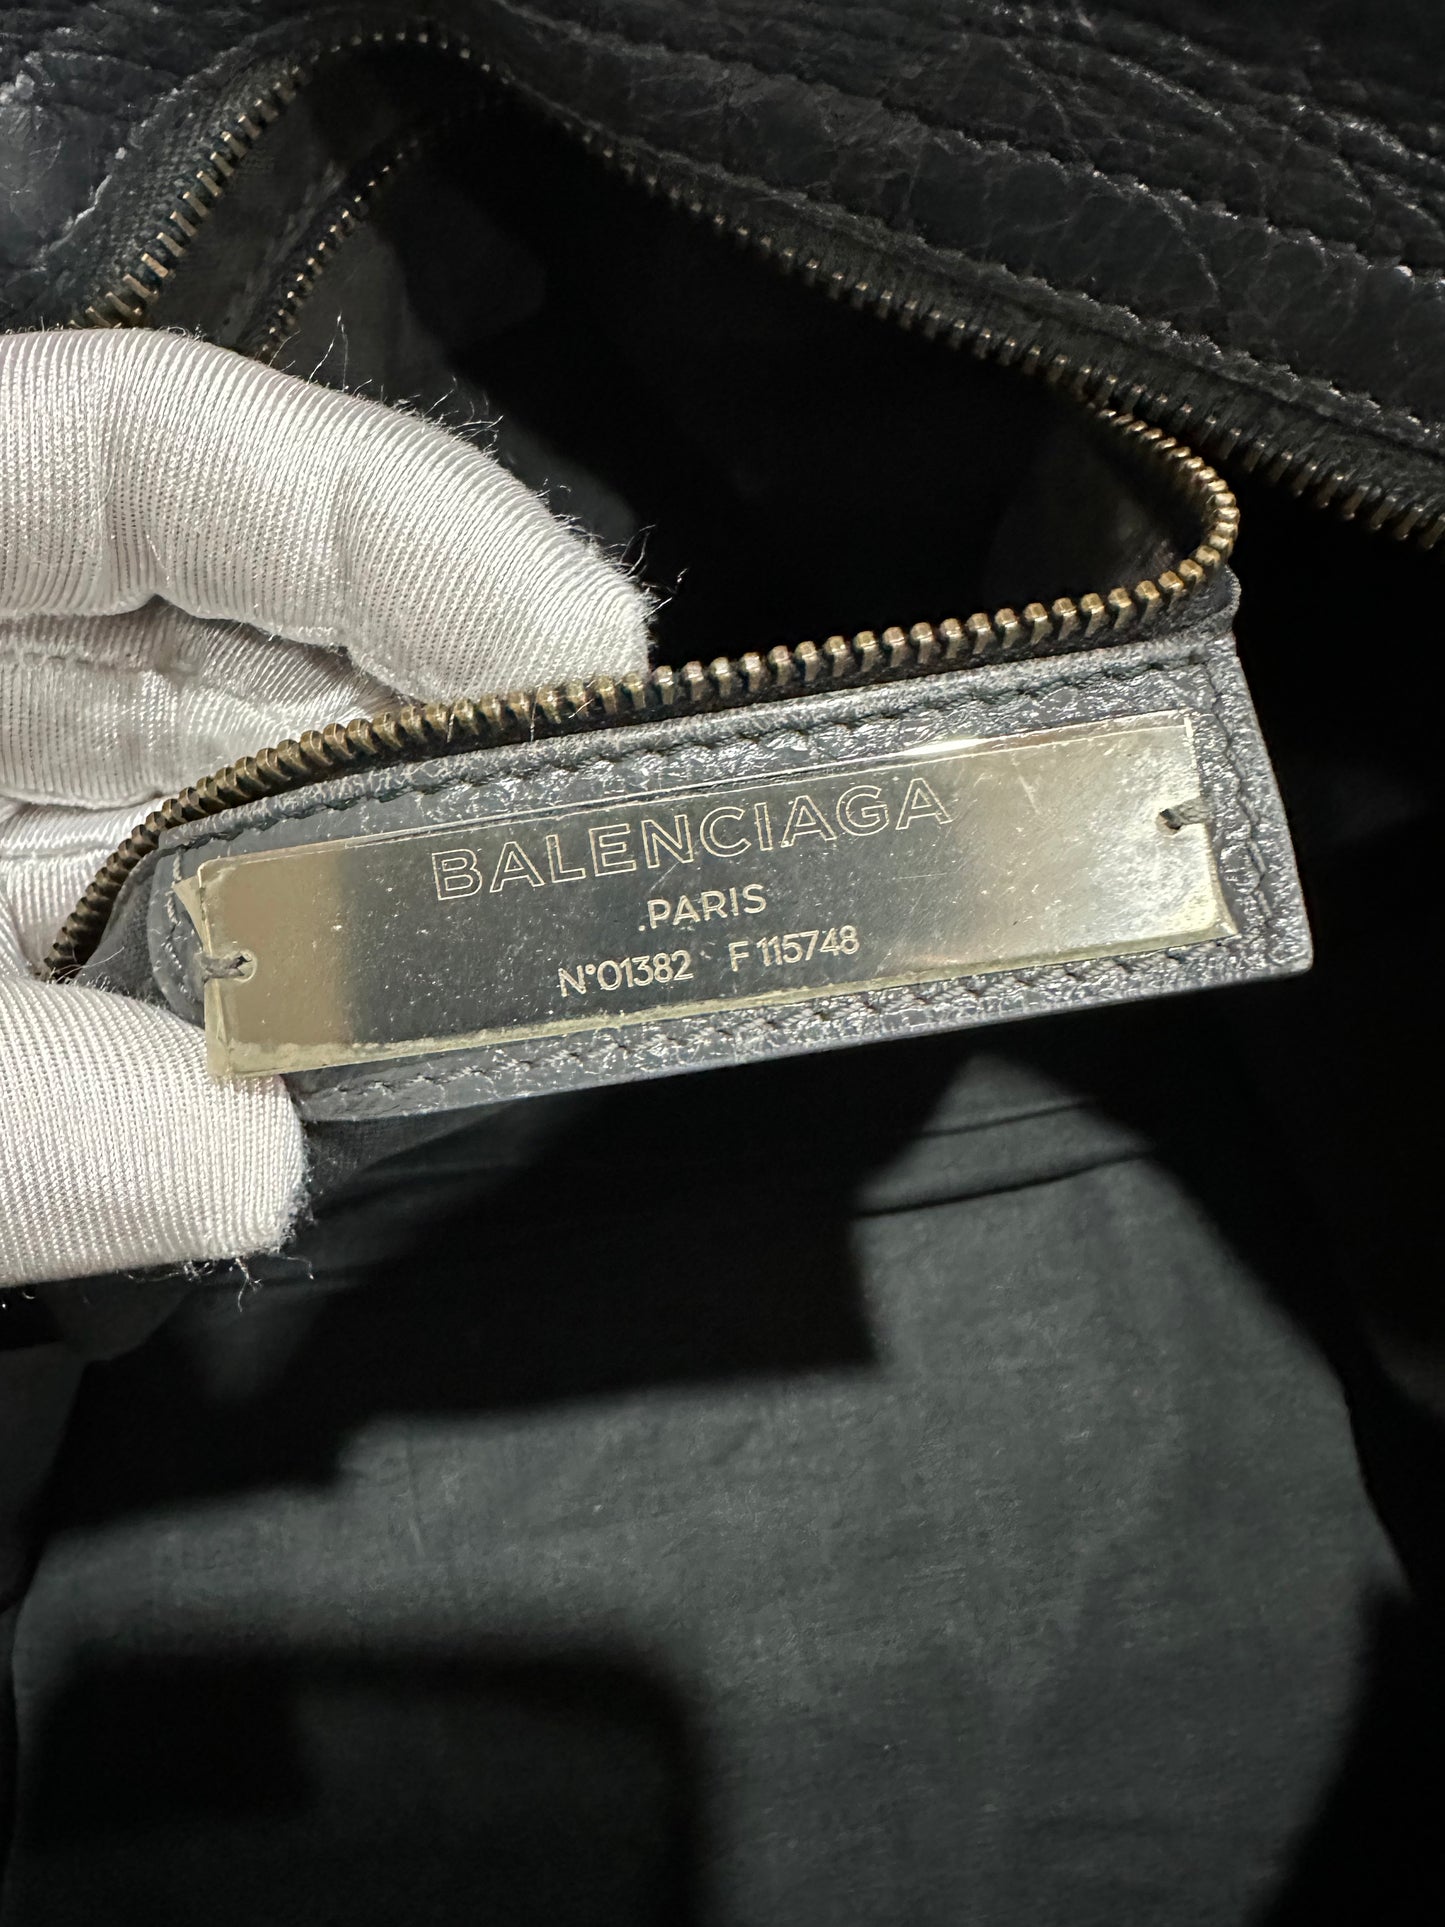 BALENCIAGA
.PARIS
N°01382 F 115748